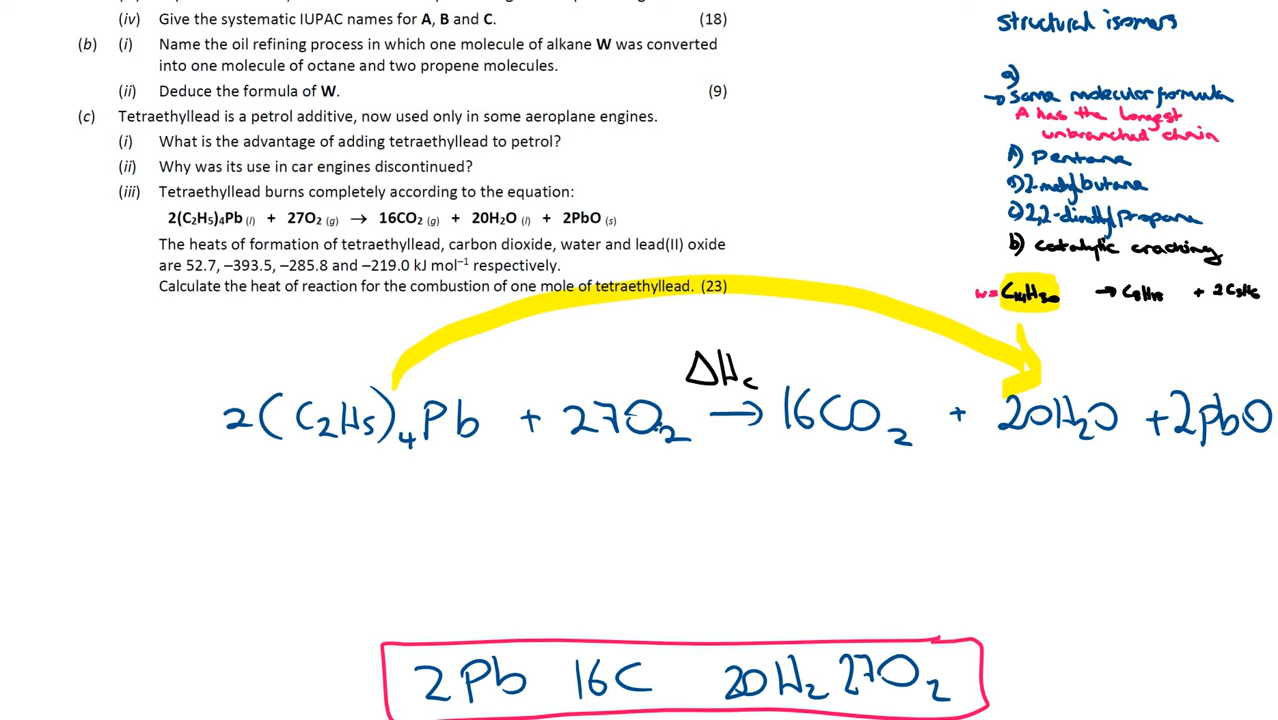 (iv) Give the systematic IUPAC names for A, B and C. (18)
(b) (i) Name the oil refining process in which one molecule of alkane W was converted
into one molecule of octane and two propene molecules.
(ii) Deduce the formula of W. (9)
(c) Tetraethyllead is a petrol additive, now used only in some aeroplane engines.
(i) What is the advantage of adding tetraethyllead to petrol?
(ii) Why was its use in car engines discontinued?
(iii) Tetraethyllead burns completely according to the equation:
2(C₂H₅)₄Pb (l) + 27O₂ (g) → 16CO₂ (g) + 20H₂O (l) + 2PbO (s)
The heats of formation of tetraethyllead, carbon dioxide, water and lead(II) oxide
are 52.7, –393.5, –285.8 and –219.0 kJ mol⁻¹ respectively.
Calculate the heat of reaction for the combustion of one mole of tetraethyllead. (23)
structural isomers
a)
→ same molecular formula
A has the longest
unbranched chain
A) Pentane
B) 2-methylbutane
C) 2,2-dimethylpropane
b) catalytic cracking
W = C₁₄H₃₀ → C₈H₁₈ + 2C₃H₆
ΔHc
2(C₂H₅)₄Pb + 27O₂ → 16CO₂ + 20H₂O + 2PbO
2Pb 16C 20H₂ 27O₂